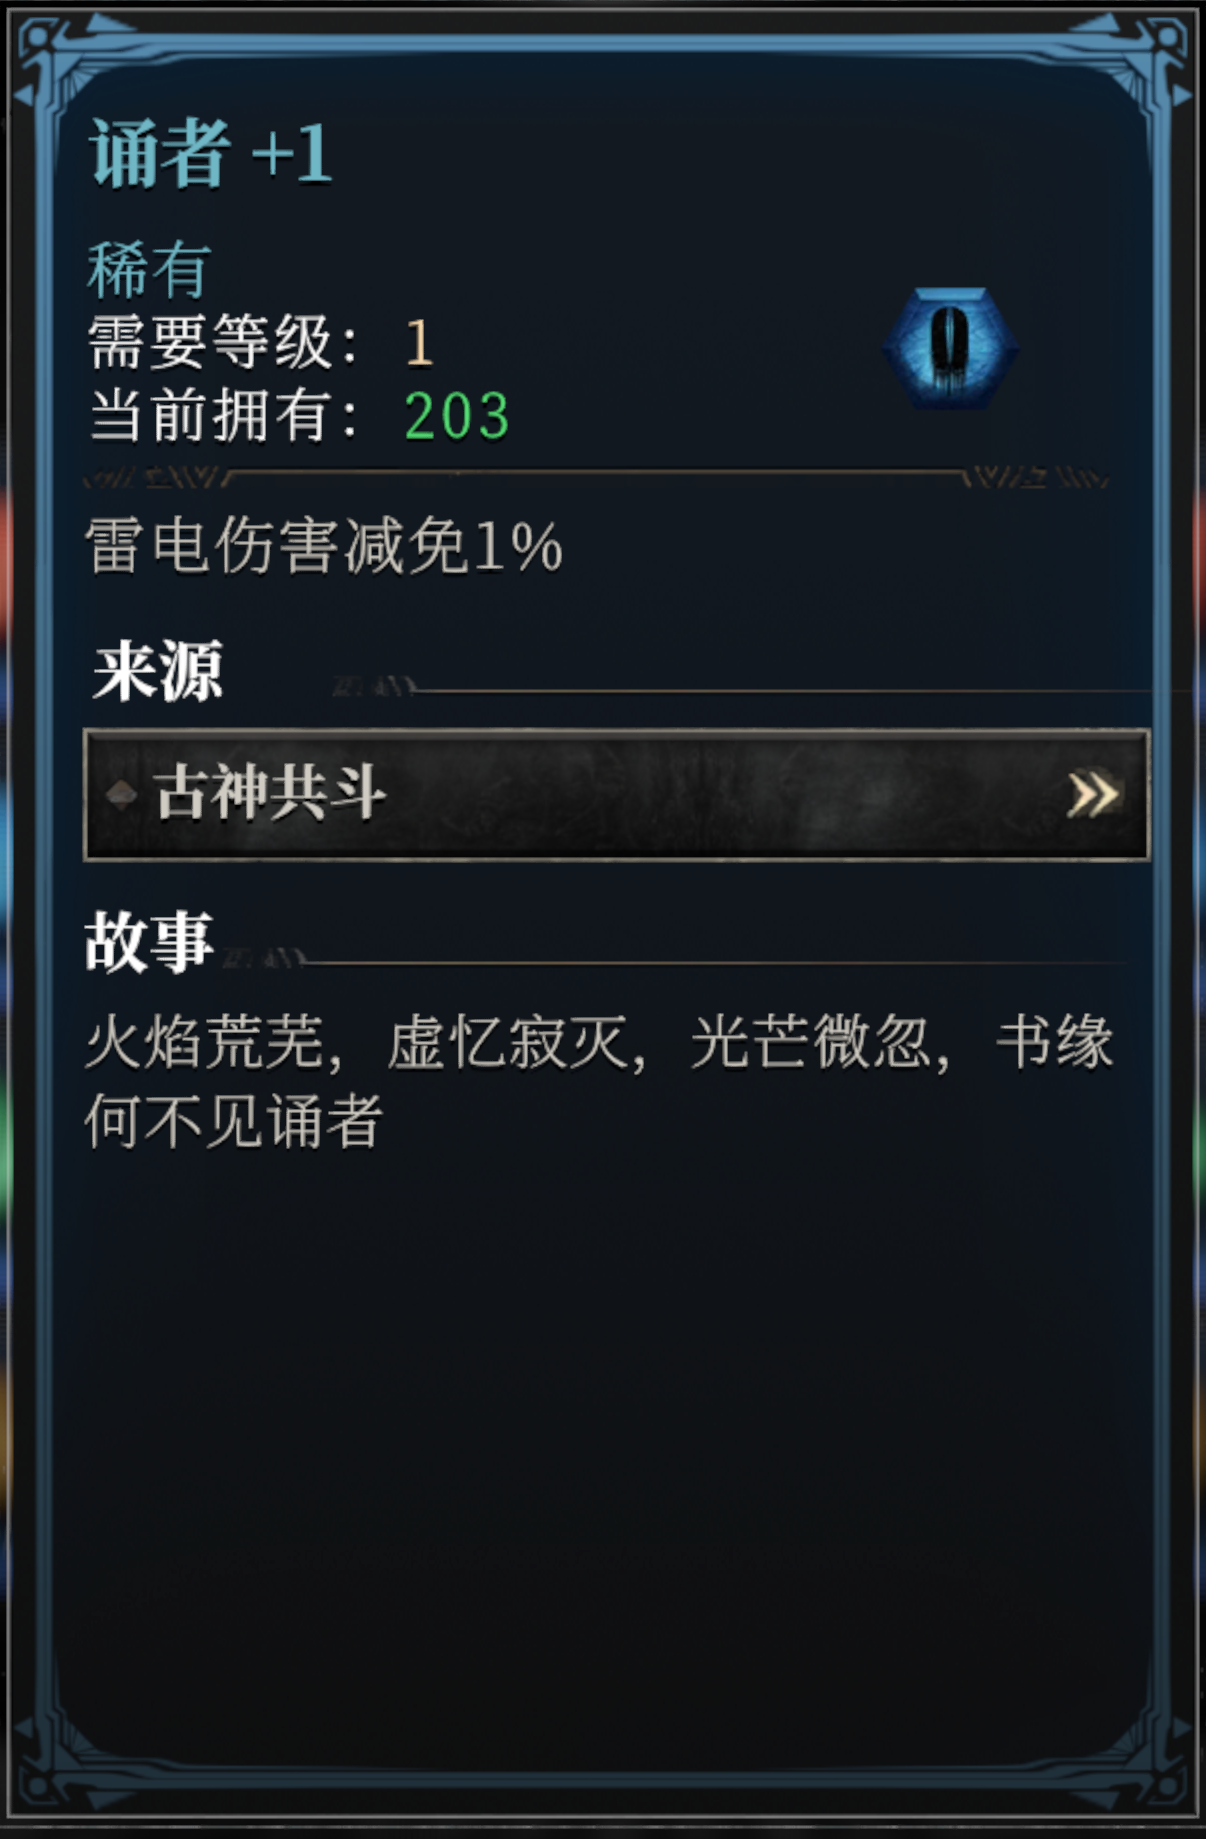 诵者 +1
稀有
需要等级： 1
当前拥有： 203
雷电伤害减免1%
来源
古神共斗
故事
火焰荒芜，虚忆寂灭，光芒微忽，书缘
何不见诵者